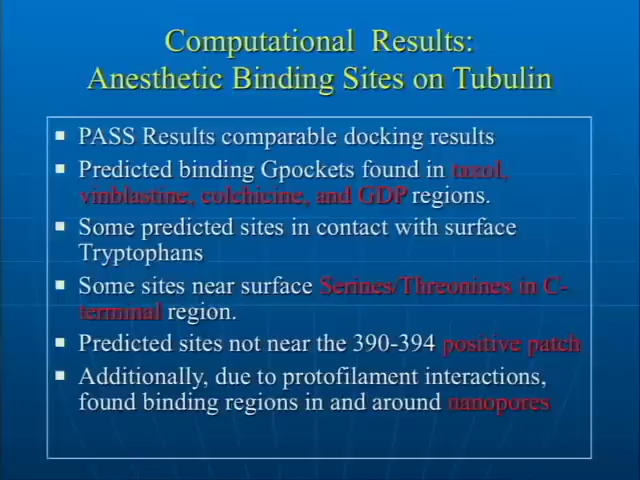 Computational Results:
Anesthetic Binding Sites on Tubulin
PASS Results comparable docking results
Predicted binding Gpockets found in taxol,
vinblastine, colchicine, and GDP regions.
Some predicted sites in contact with surface
Tryptophans
Some sites near surface Serines/Threonines in C-
terminal region.
Predicted sites not near the 390-394 positive patch
Additionally, due to protofilament interactions,
found binding regions in and around nanopores